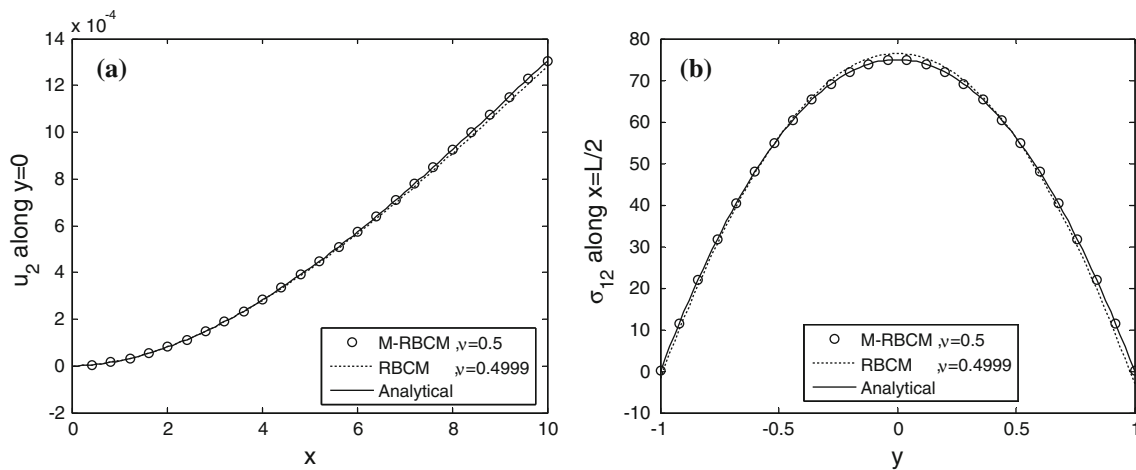 x 10⁻⁴
14
12
10
8
6
4
2
0
-2
u₂ along y=0
(a)
M-RBCM ,ν=0.5
RBCM ,ν=0.4999
Analytical
0 2 4 6 8 10
x
80
70
60
50
40
30
20
10
0
-10
σ₁₂ along x=L/2
(b)
M-RBCM ,ν=0.5
RBCM ,ν=0.4999
Analytical
-1 -0.5 0 0.5 1
y